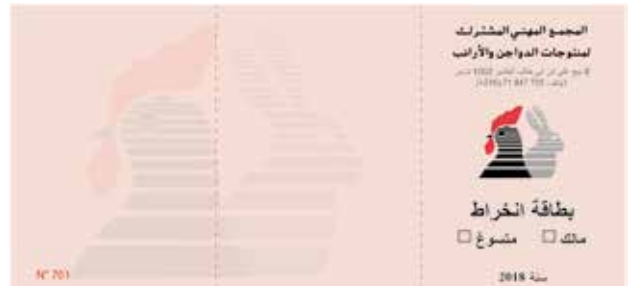 المجمع المهني المشترك
لمنتوجات الدواجن والأرانب
بطاقة انخراط
مالك □ متسوغ □
سنة 2018
N° 701